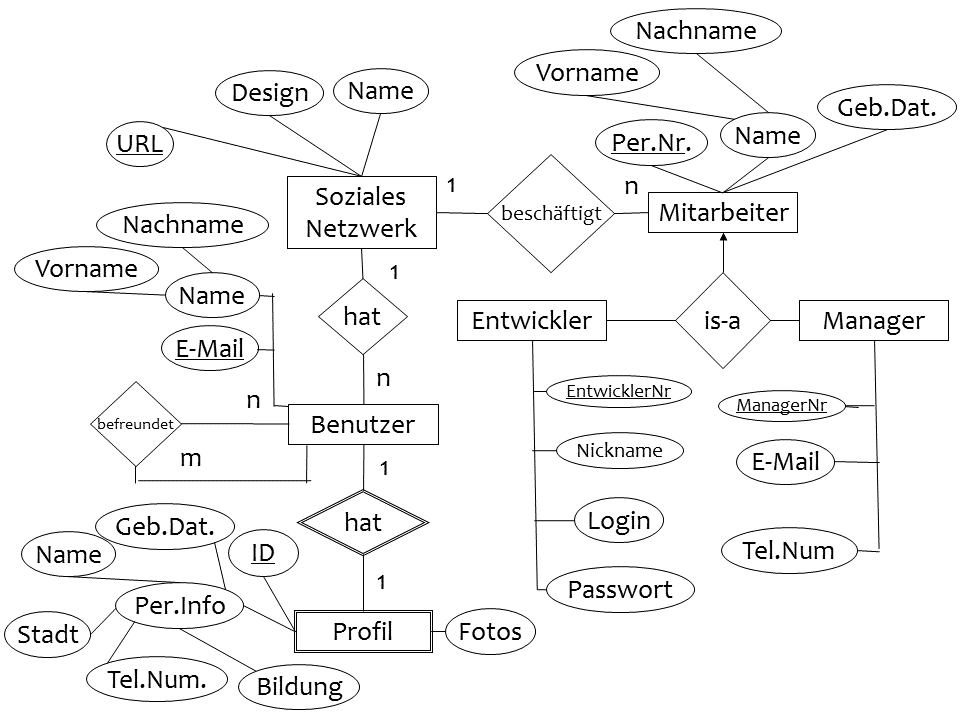 Nachname
Vorname
Design
Name
Geb.Dat.
URL
Per.Nr.
Name
Soziales
Netzwerk
1
beschäftigt
n
Mitarbeiter
Nachname
Vorname
Name
1
hat
Entwickler
is-a
Manager
E-Mail
n
EntwicklerNr
ManagerNr
n
befreundet
Benutzer
m
1
Nickname
E-Mail
Geb.Dat.
hat
Login
Name
ID
Tel.Num
1
Passwort
Per.Info
Stadt
Profil
Fotos
Tel.Num.
Bildung